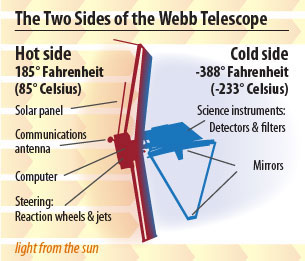 The Two Sides of the Webb Telescope
Hot side
185° Fahrenheit
(85° Celsius)
Solar panel
Communications
antenna
Computer
Steering:
Reaction wheels & jets
light from the sun
Cold side
-388° Fahrenheit
(-233° Celsius)
Science instruments:
Detectors & filters
Mirrors